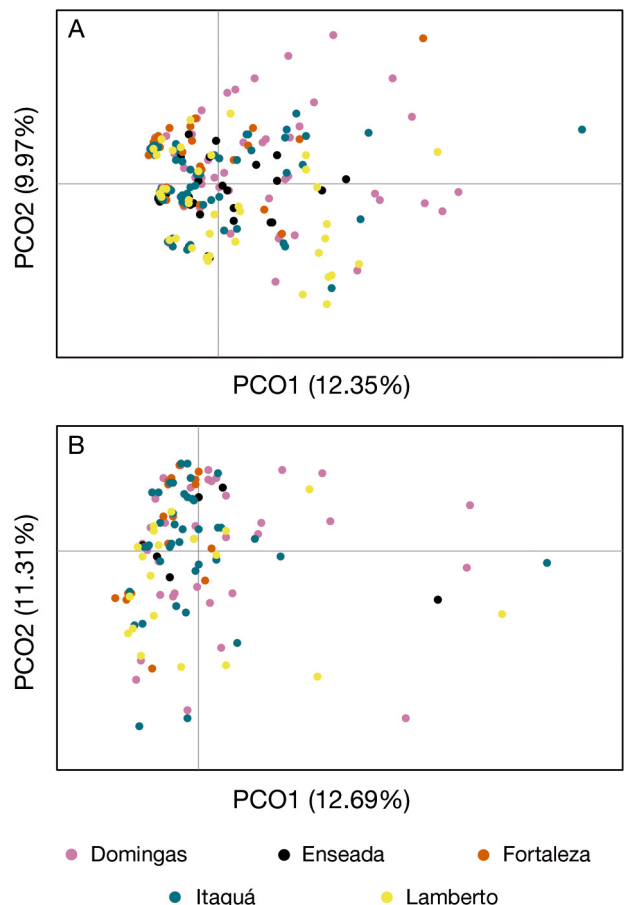 A
PCO2 (9.97%)
PCO1 (12.35%)
B
PCO2 (11.31%)
PCO1 (12.69%)
Domingas Enseada Fortaleza
Itaguá Lamberto